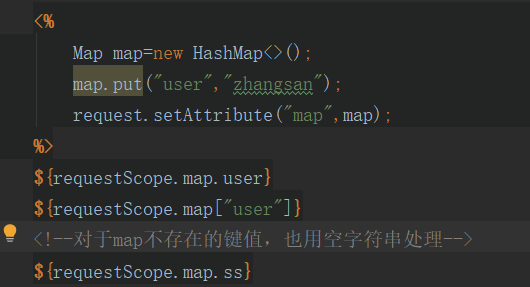 <%
Map map=new HashMap<>();
map.put("user","zhangsan");
request.setAttribute("map",map);
%>
${requestScope.map.user}
${requestScope.map["user"]}
<!--对于map不存在的键值，也用空字符串处理-->
${requestScope.map.ss}